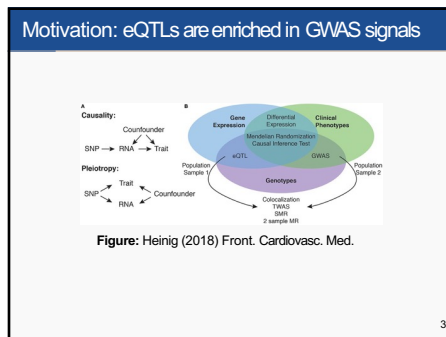 Motivation: eQTLs are enriched in GWAS signals
A
Causality:
Counfounder
SNP RNA Trait
Pleiotropy:
Trait
SNP Counfounder
RNA
B
Differential
Expression
Gene
Expression
Clinical
Phenotypes
Mendelian Randomization
Causal Inference Test
eQTL GWAS
Population
Sample 1
Population
Sample 2
Genotypes
Colocalization
TWAS
SMR
2 sample MR
Figure: Heinig (2018) Front. Cardiovasc. Med.
3